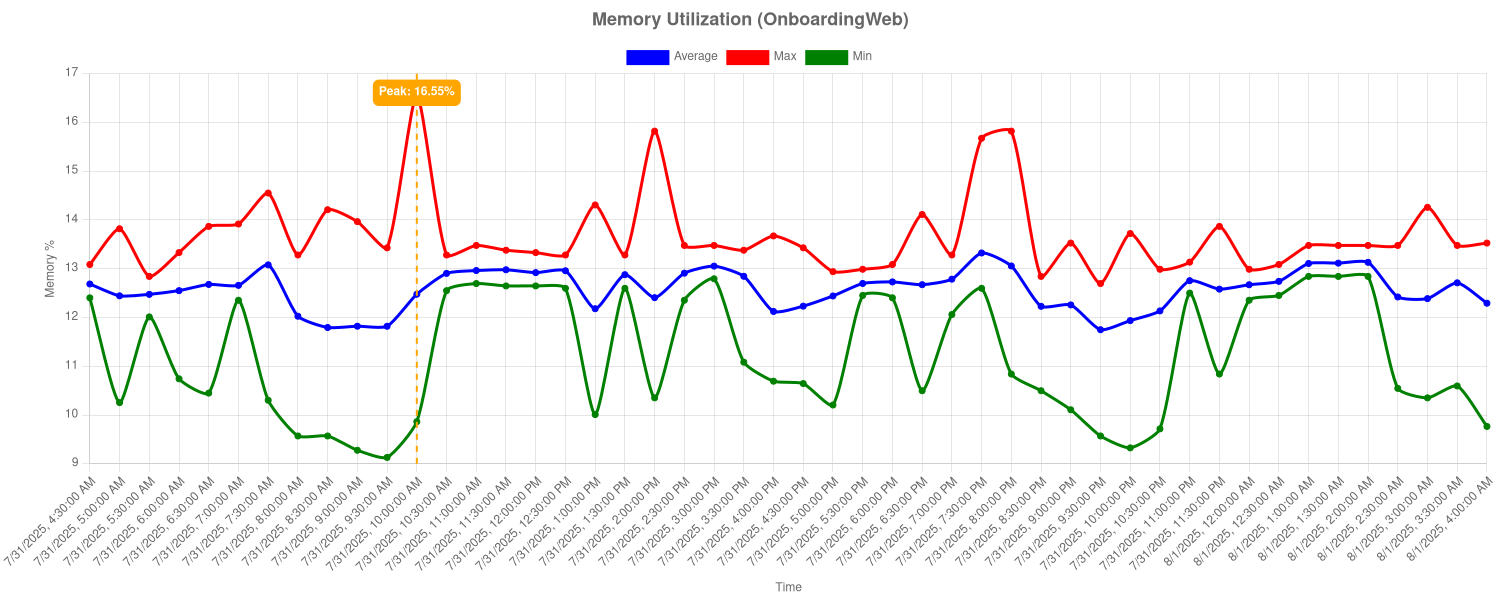 Memory Utilization (OnboardingWeb)
Average Max Min
Peak: 16.55%
17
16
15
14
13
12
11
10
9
Memory %
7/31/2025, 4:30:00 AM
7/31/2025, 5:00:00 AM
7/31/2025, 5:30:00 AM
7/31/2025, 6:00:00 AM
7/31/2025, 6:30:00 AM
7/31/2025, 7:00:00 AM
7/31/2025, 7:30:00 AM
7/31/2025, 8:00:00 AM
7/31/2025, 8:30:00 AM
7/31/2025, 9:00:00 AM
7/31/2025, 9:30:00 AM
7/31/2025, 10:00:00 AM
7/31/2025, 10:30:00 AM
7/31/2025, 11:00:00 AM
7/31/2025, 11:30:00 AM
7/31/2025, 12:00:00 PM
7/31/2025, 12:30:00 PM
7/31/2025, 1:00:00 PM
7/31/2025, 1:30:00 PM
7/31/2025, 2:00:00 PM
7/31/2025, 2:30:00 PM
7/31/2025, 3:00:00 PM
7/31/2025, 3:30:00 PM
7/31/2025, 4:00:00 PM
7/31/2025, 4:30:00 PM
7/31/2025, 5:00:00 PM
7/31/2025, 5:30:00 PM
7/31/2025, 6:00:00 PM
7/31/2025, 6:30:00 PM
7/31/2025, 7:00:00 PM
7/31/2025, 7:30:00 PM
7/31/2025, 8:00:00 PM
7/31/2025, 8:30:00 PM
7/31/2025, 9:00:00 PM
7/31/2025, 9:30:00 PM
7/31/2025, 10:00:00 PM
7/31/2025, 10:30:00 PM
7/31/2025, 11:00:00 PM
7/31/2025, 11:30:00 PM
8/1/2025, 12:00:00 AM
8/1/2025, 12:30:00 AM
8/1/2025, 1:00:00 AM
8/1/2025, 1:30:00 AM
8/1/2025, 2:00:00 AM
8/1/2025, 2:30:00 AM
8/1/2025, 3:00:00 AM
8/1/2025, 3:30:00 AM
8/1/2025, 4:00:00 AM
Time